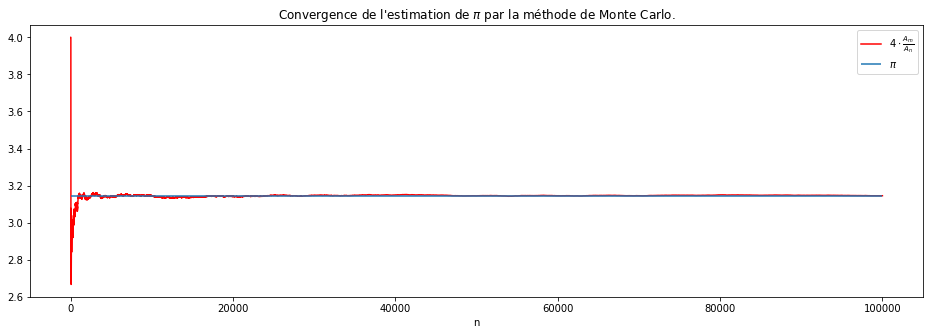 Convergence de l'estimation de π par la méthode de Monte Carlo.
4 · A_m/A_n
π
4.0
3.8
3.6
3.4
3.2
3.0
2.8
2.6
0 20000 40000 60000 80000 100000
n